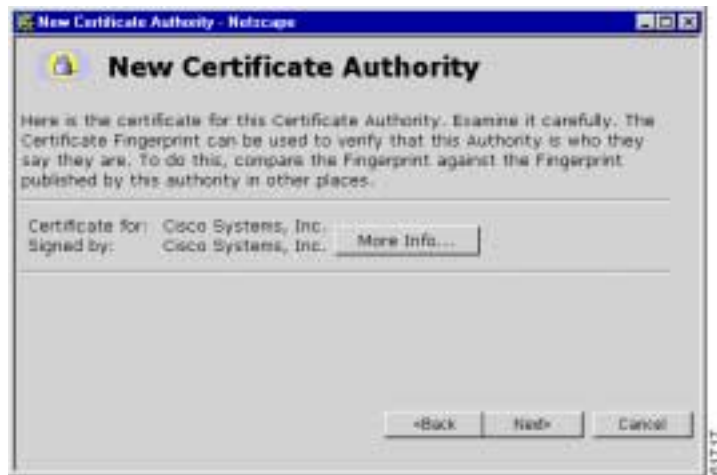 New Certificate Authority - Netscape
New Certificate Authority
Here is the certificate for this Certificate Authority. Examine it carefully. The
Certificate Fingerprint can be used to verify that this Authority is who they
say they are. To do this, compare the Fingerprint against the Fingerprint
published by this authority in other places.
Certificate for: Cisco Systems, Inc.
Signed by: Cisco Systems, Inc.
More Info...
<Back
Next>
Cancel